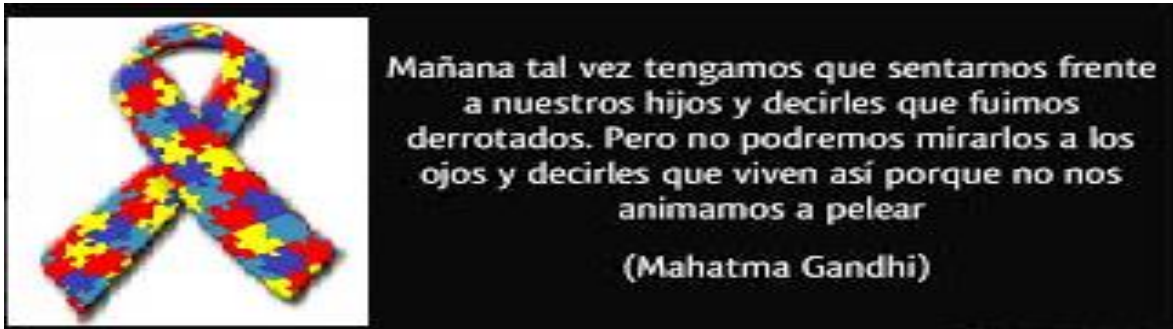 Mañana tal vez tengamos que sentarnos frente
a nuestros hijos y decirles que fuimos
derrotados. Pero no podremos mirarlos a los
ojos y decirles que viven así porque no nos
animamos a pelear
(Mahatma Gandhi)